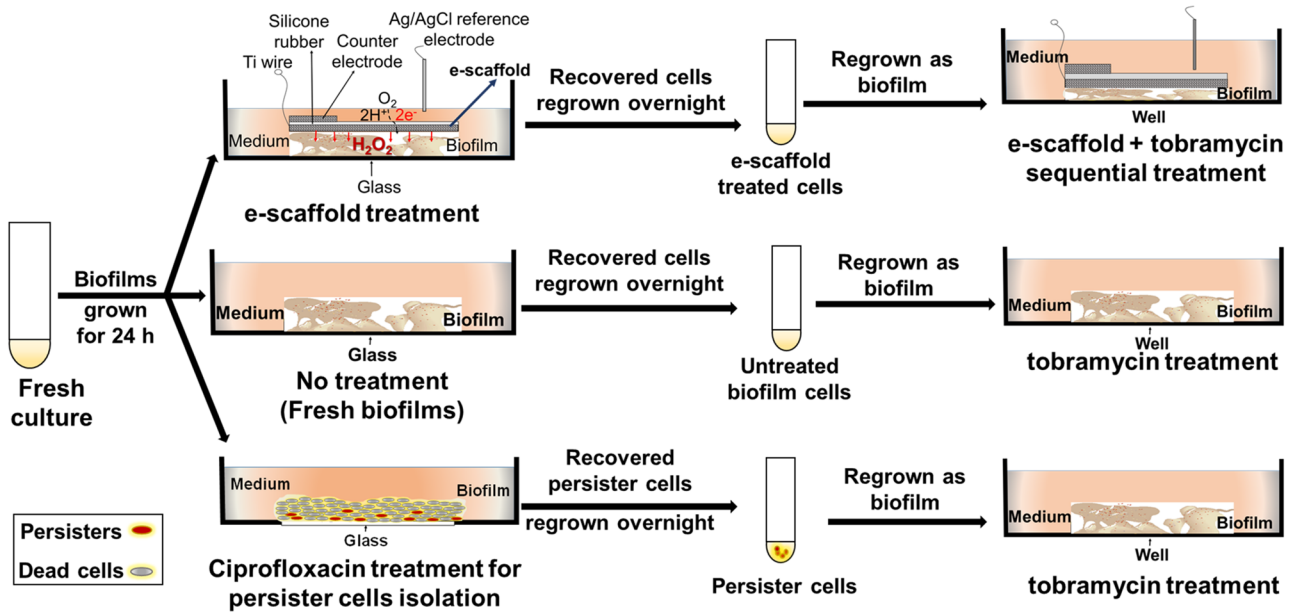 Silicone
rubber
Ti wire
Counter
electrode
Ag/AgCl reference
electrode
e-scaffold
O2
2H+
2e-
H2O2
Medium
Biofilm
Glass
e-scaffold treatment
Recovered cells
regrown overnight
e-scaffold
treated cells
Regrown as
biofilm
Medium
Biofilm
Well
e-scaffold + tobramycin
sequential treatment
Fresh
culture
Biofilms
grown
for 24 h
Medium
Biofilm
Glass
No treatment
(Fresh biofilms)
Recovered cells
regrown overnight
Untreated
biofilm cells
Regrown as
biofilm
Medium
Biofilm
Well
tobramycin treatment
Persisters
Dead cells
Medium
Biofilm
Glass
Ciprofloxacin treatment for
persister cells isolation
Recovered
persister cells
regrown overnight
Persister cells
Regrown as
biofilm
Medium
Biofilm
Well
tobramycin treatment